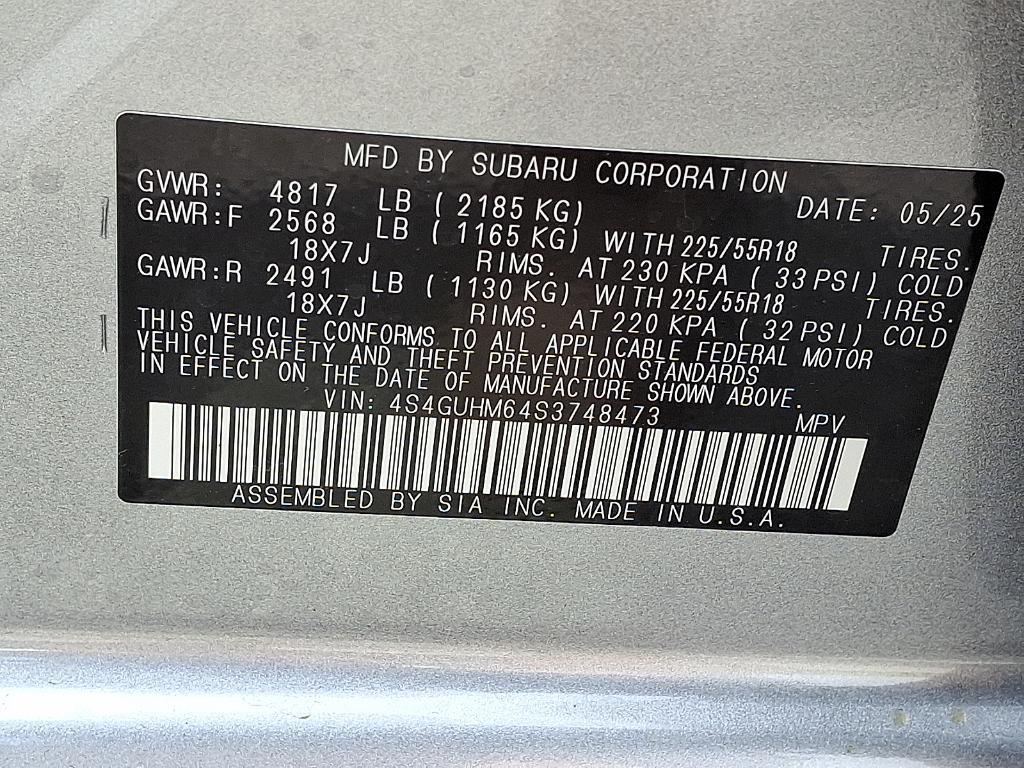 MFD BY SUBARU CORPORATION
GVWR: 4817 LB ( 2185 KG) DATE: 05/25
GAWR:F 2568 LB ( 1165 KG) WITH 225/55R18 TIRES.
18X7J RIMS. AT 230 KPA ( 33 PSI) COLD
GAWR:R 2491 LB ( 1130 KG) WITH 225/55R18 TIRES.
18X7J RIMS. AT 220 KPA ( 32 PSI) COLD
THIS VEHICLE CONFORMS TO ALL APPLICABLE FEDERAL MOTOR
VEHICLE SAFETY AND THEFT PREVENTION STANDARDS
IN EFFECT ON THE DATE OF MANUFACTURE SHOWN ABOVE.
VIN: 4S4GUHM64S3748473 MPV
ASSEMBLED BY SIA INC. MADE IN U.S.A.